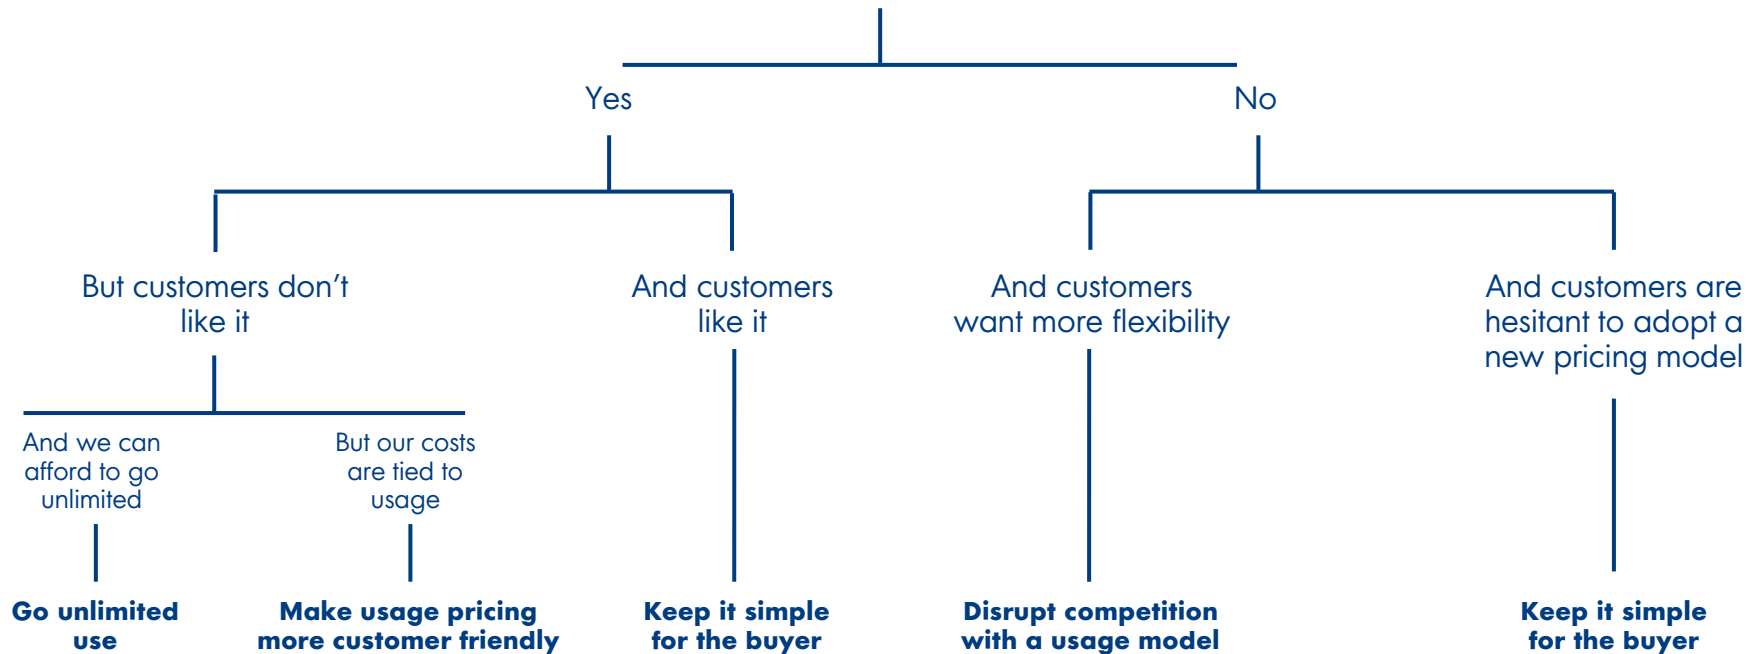 Yes
No
But customers don't
like it
And customers
like it
And customers
want more flexibility
And customers are
hesitant to adopt a
new pricing model
And we can
afford to go
unlimited
But our costs
are tied to
usage
Go unlimited
use
Make usage pricing
more customer friendly
Keep it simple
for the buyer
Disrupt competition
with a usage model
Keep it simple
for the buyer